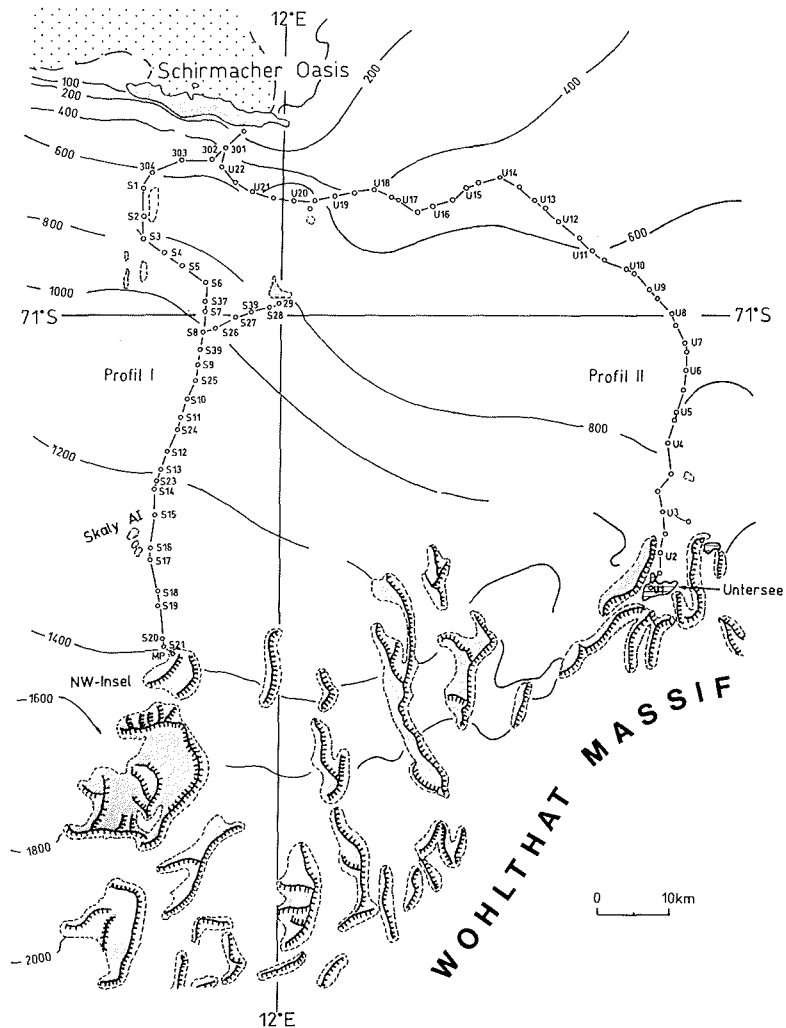 12°E
Schirmacher Oasis
100
200
400
600
200
400
304
303
302
301
U22
U21
U20
U19
U18
U17
U16
U15
U14
U13
U12
U11
600
U10
U9
U8
U7
U6
U5
U4
U3
U2
U1
Untersee
S1
S2
S3
S4
S5
S6
S37
S7
S8
S26
S27
S39
S28
29
800
1000
71°S
71°S
S39
S9
S25
S10
S11
S24
S12
S13
S23
S14
S15
S16
S17
S18
S19
S20
S21
MP
Profil I
Profil II
800
1200
Skaly AI
1400
NW-Insel
1600
1800
2000
WOHLTHAT MASSIF
0 10km
12°E